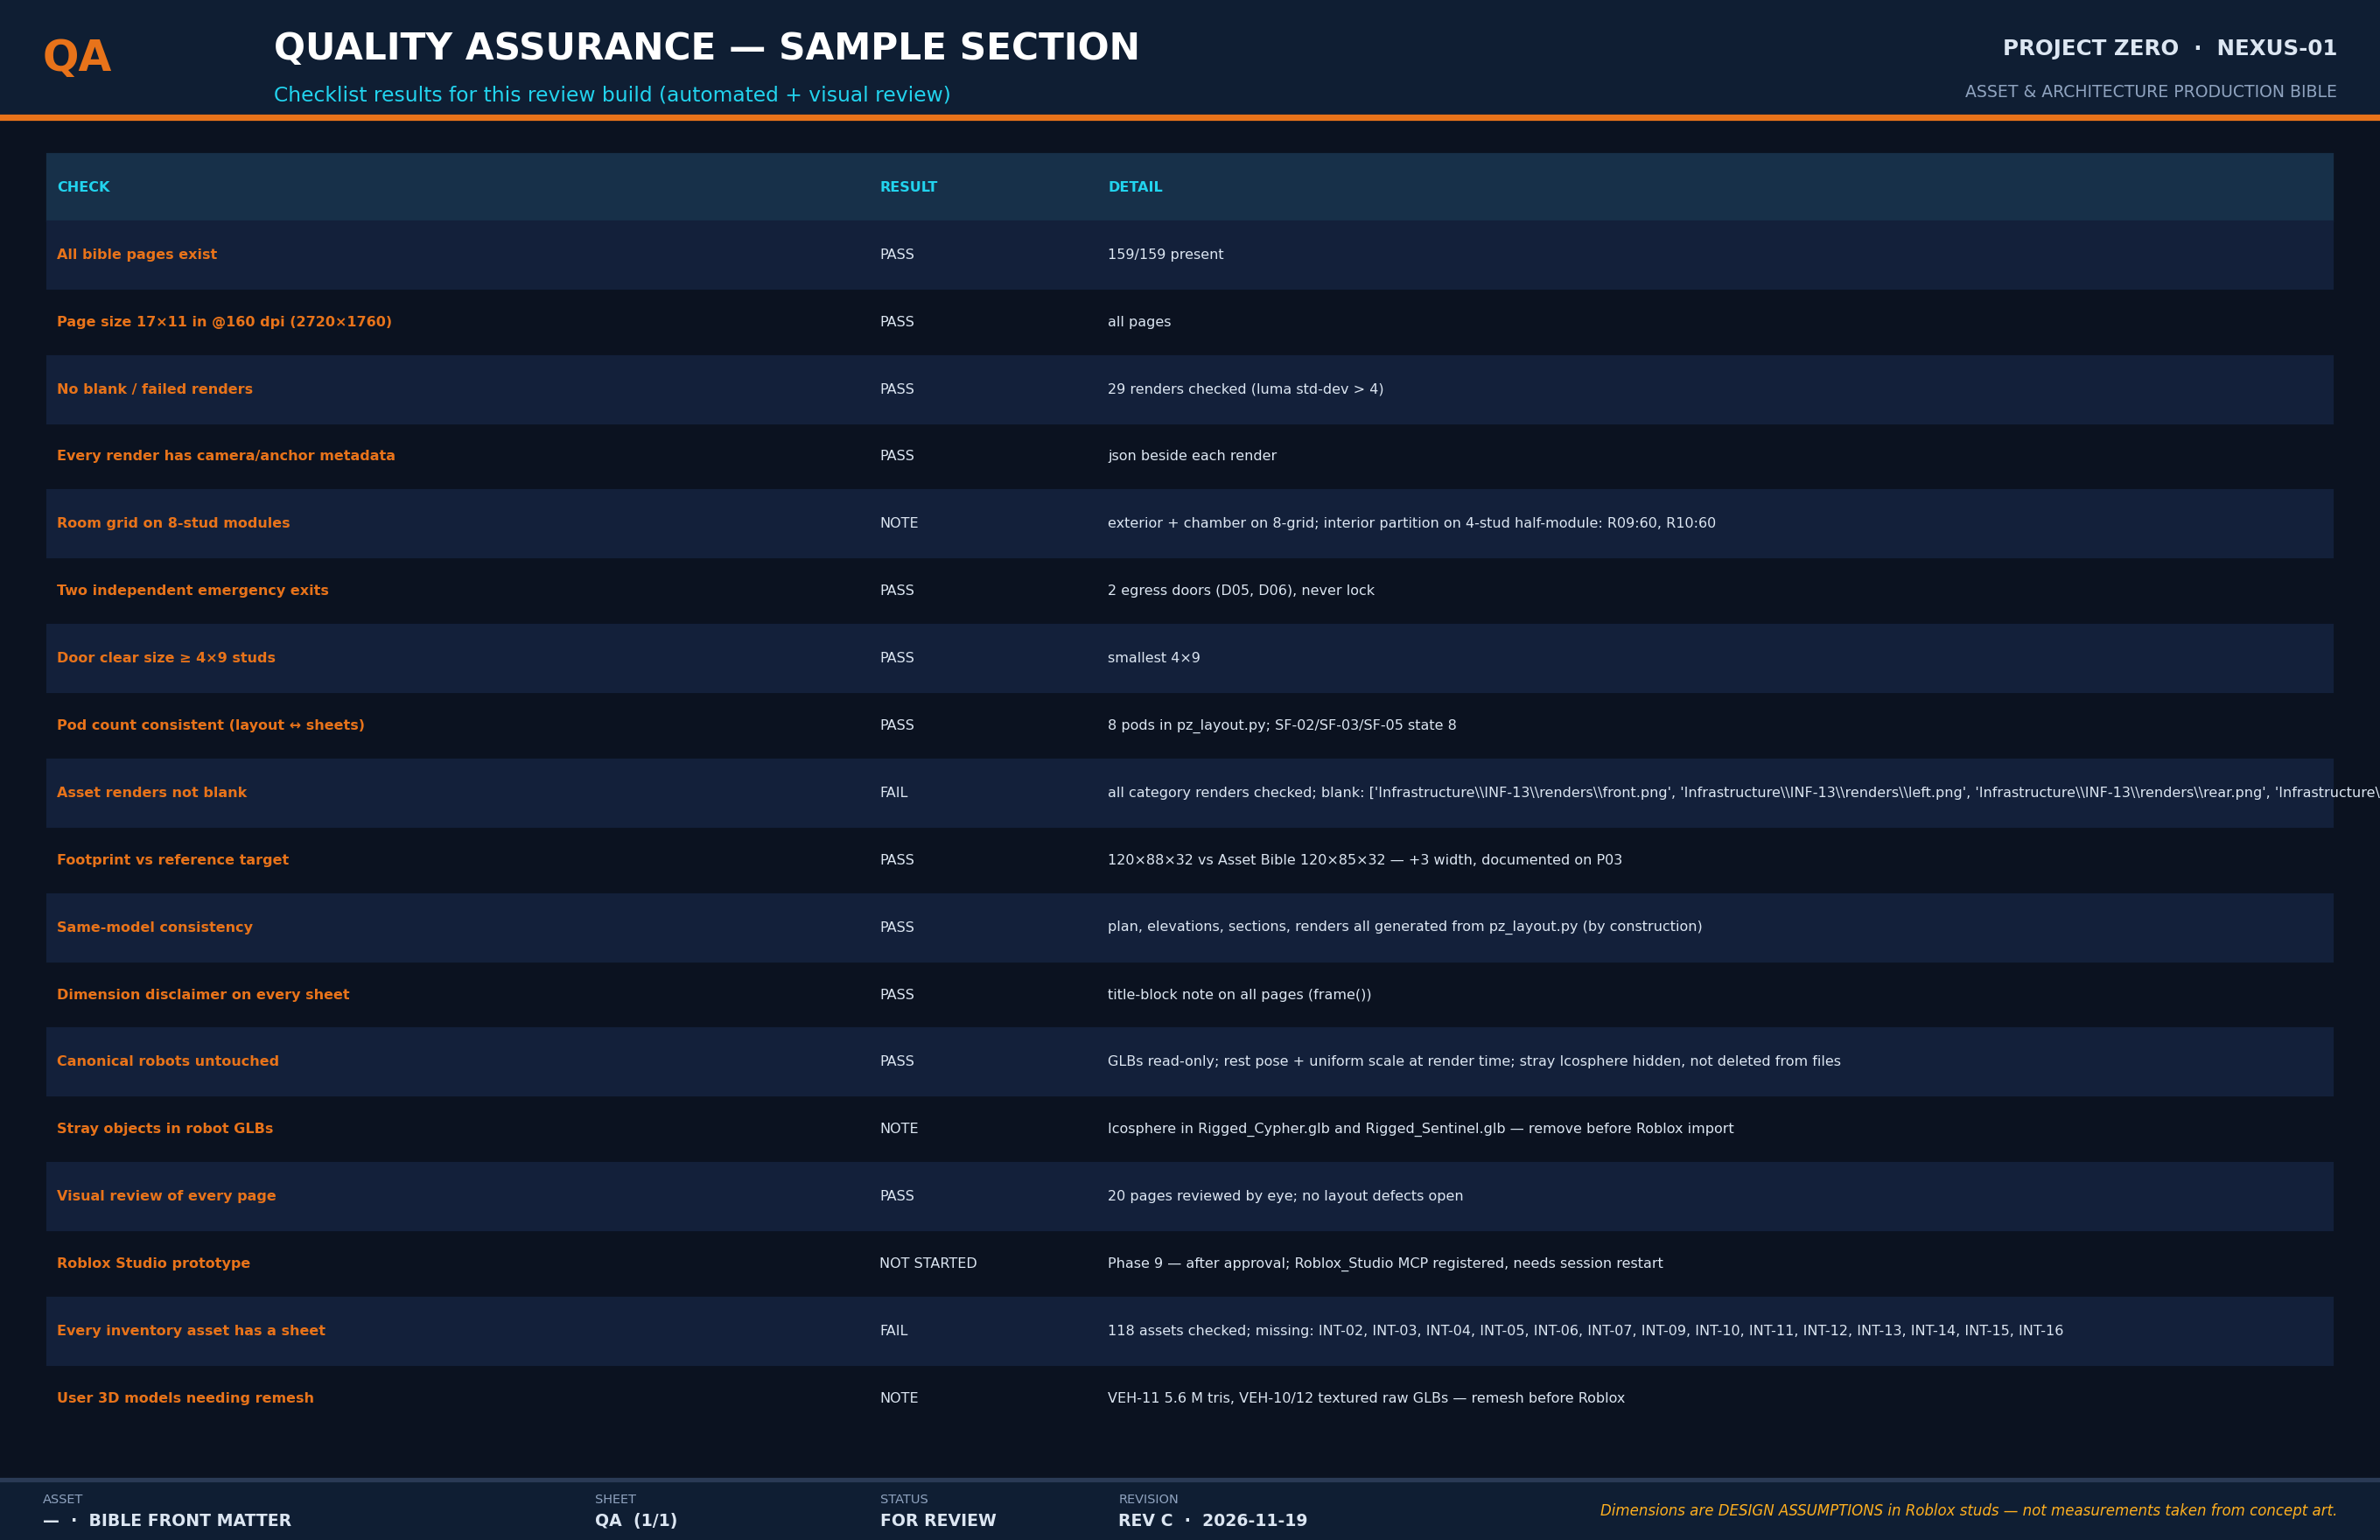 QA
QUALITY ASSURANCE — SAMPLE SECTION
Checklist results for this review build (automated + visual review)
PROJECT ZERO · NEXUS-01
ASSET & ARCHITECTURE PRODUCTION BIBLE
CHECK RESULT DETAIL
All bible pages exist PASS 159/159 present
Page size 17×11 in @160 dpi (2720×1760) PASS all pages
No blank / failed renders PASS 29 renders checked (luma std-dev > 4)
Every render has camera/anchor metadata PASS json beside each render
Room grid on 8-stud modules NOTE exterior + chamber on 8-grid; interior partition on 4-stud half-module: R09:60, R10:60
Two independent emergency exits PASS 2 egress doors (D05, D06), never lock
Door clear size ≥ 4×9 studs PASS smallest 4×9
Pod count consistent (layout ↔ sheets) PASS 8 pods in pz_layout.py; SF-02/SF-03/SF-05 state 8
Asset renders not blank FAIL all category renders checked; blank: ['Infrastructure\\INF-13\\renders\\front.png', 'Infrastructure\\INF-13\\renders\\left.png', 'Infrastructure\\INF-13\\renders\\rear.png', 'Infrastructure\
Footprint vs reference target PASS 120×88×32 vs Asset Bible 120×85×32 — +3 width, documented on P03
Same-model consistency PASS plan, elevations, sections, renders all generated from pz_layout.py (by construction)
Dimension disclaimer on every sheet PASS title-block note on all pages (frame())
Canonical robots untouched PASS GLBs read-only; rest pose + uniform scale at render time; stray Icosphere hidden, not deleted from files
Stray objects in robot GLBs NOTE Icosphere in Rigged_Cypher.glb and Rigged_Sentinel.glb — remove before Roblox import
Visual review of every page PASS 20 pages reviewed by eye; no layout defects open
Roblox Studio prototype NOT STARTED Phase 9 — after approval; Roblox_Studio MCP registered, needs session restart
Every inventory asset has a sheet FAIL 118 assets checked; missing: INT-02, INT-03, INT-04, INT-05, INT-06, INT-07, INT-09, INT-10, INT-11, INT-12, INT-13, INT-14, INT-15, INT-16
User 3D models needing remesh NOTE VEH-11 5.6 M tris, VEH-10/12 textured raw GLBs — remesh before Roblox
ASSET SHEET STATUS REVISION
— · BIBLE FRONT MATTER QA (1/1) FOR REVIEW REV C · 2026-11-19
Dimensions are DESIGN ASSUMPTIONS in Roblox studs — not measurements taken from concept art.